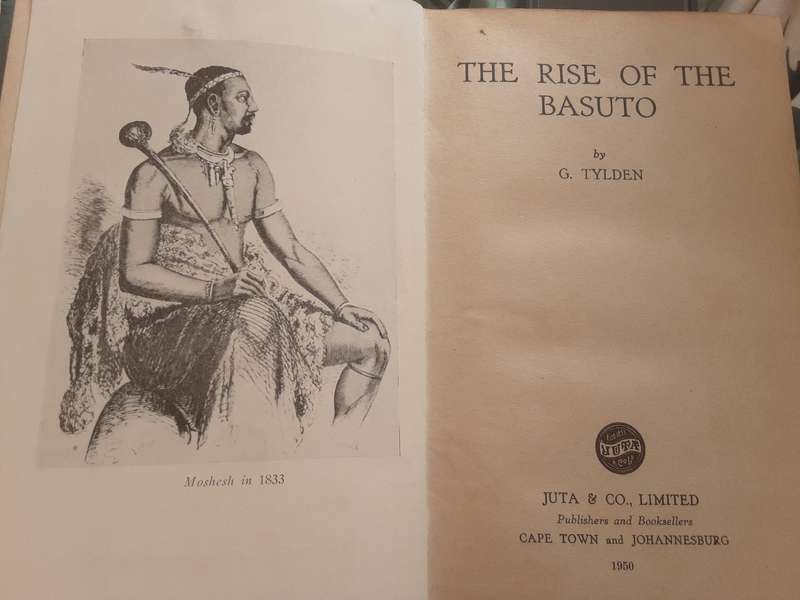 Moshesh in 1833
THE RISE OF THE
BASUTO
by
G. TYLDEN
JUTA
JUTA & CO., LIMITED
Publishers and Booksellers
CAPE TOWN and JOHANNESBURG
1950